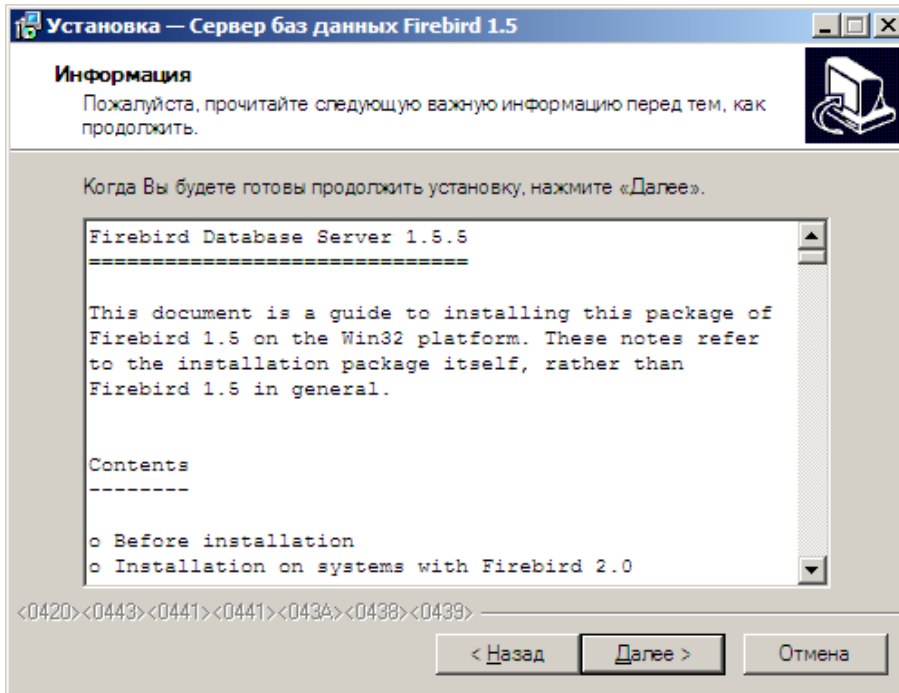 Установка — Сервер баз данных Firebird 1.5
Информация
Пожалуйста, прочитайте следующую важную информацию перед тем, как
продолжить.
Когда Вы будете готовы продолжить установку, нажмите «Далее».
Firebird Database Server 1.5.5
==============================
This document is a guide to installing this package of
Firebird 1.5 on the Win32 platform. These notes refer
to the installation package itself, rather than
Firebird 1.5 in general.
Contents
--------
o Before installation
o Installation on systems with Firebird 2.0
<0420><0443><0441><0441><043A><0438><0439>
< Назад
Далее >
Отмена